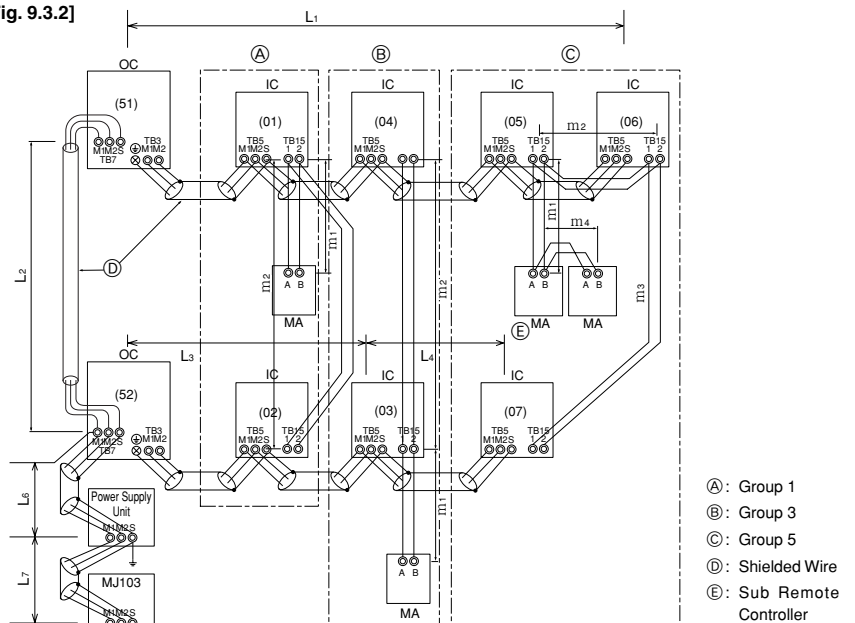 ig. 9.3.2]
L1
Ⓐ
Ⓑ
Ⓒ
OC
IC
IC
IC
IC
(51)
(01)
(04)
(05)
(06)
m2
TB3
M1M2
M1M2S
TB7
TB5
M1M2S
TB15
1 2
TB5
M1M2S
1 2
TB5
M1M2S
TB15
1 2
TB5
M1M2S
TB15
1 2
L2
Ⓓ
m2
m1
m2
m1
m4
m3
A B
MA
A B
A B
Ⓔ
MA
MA
L3
L4
OC
IC
IC
IC
(52)
(02)
(03)
(07)
TB3
M1M2
M1M2S
TB7
TB5
M1M2S
TB15
1 2
TB5
M1M2S
TB15
1 2
TB5
M1M2S
TB15
1 2
L6
Power Supply
Unit
M1M2S
m1
L7
MJ103
M1M2S
A B
MA
Ⓐ: Group 1
Ⓑ: Group 3
Ⓒ: Group 5
Ⓓ: Shielded Wire
Ⓔ: Sub Remote
Controller